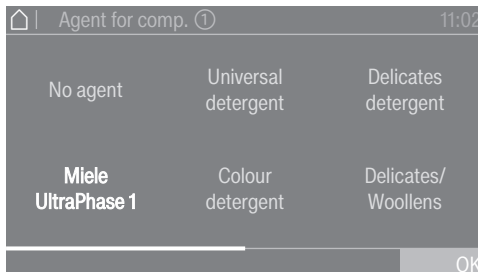 Agent for comp. ①
11:02
No agent
Universal
detergent
Delicates
detergent
Miele
UltraPhase 1
Colour
detergent
Delicates/
Woollens
OK